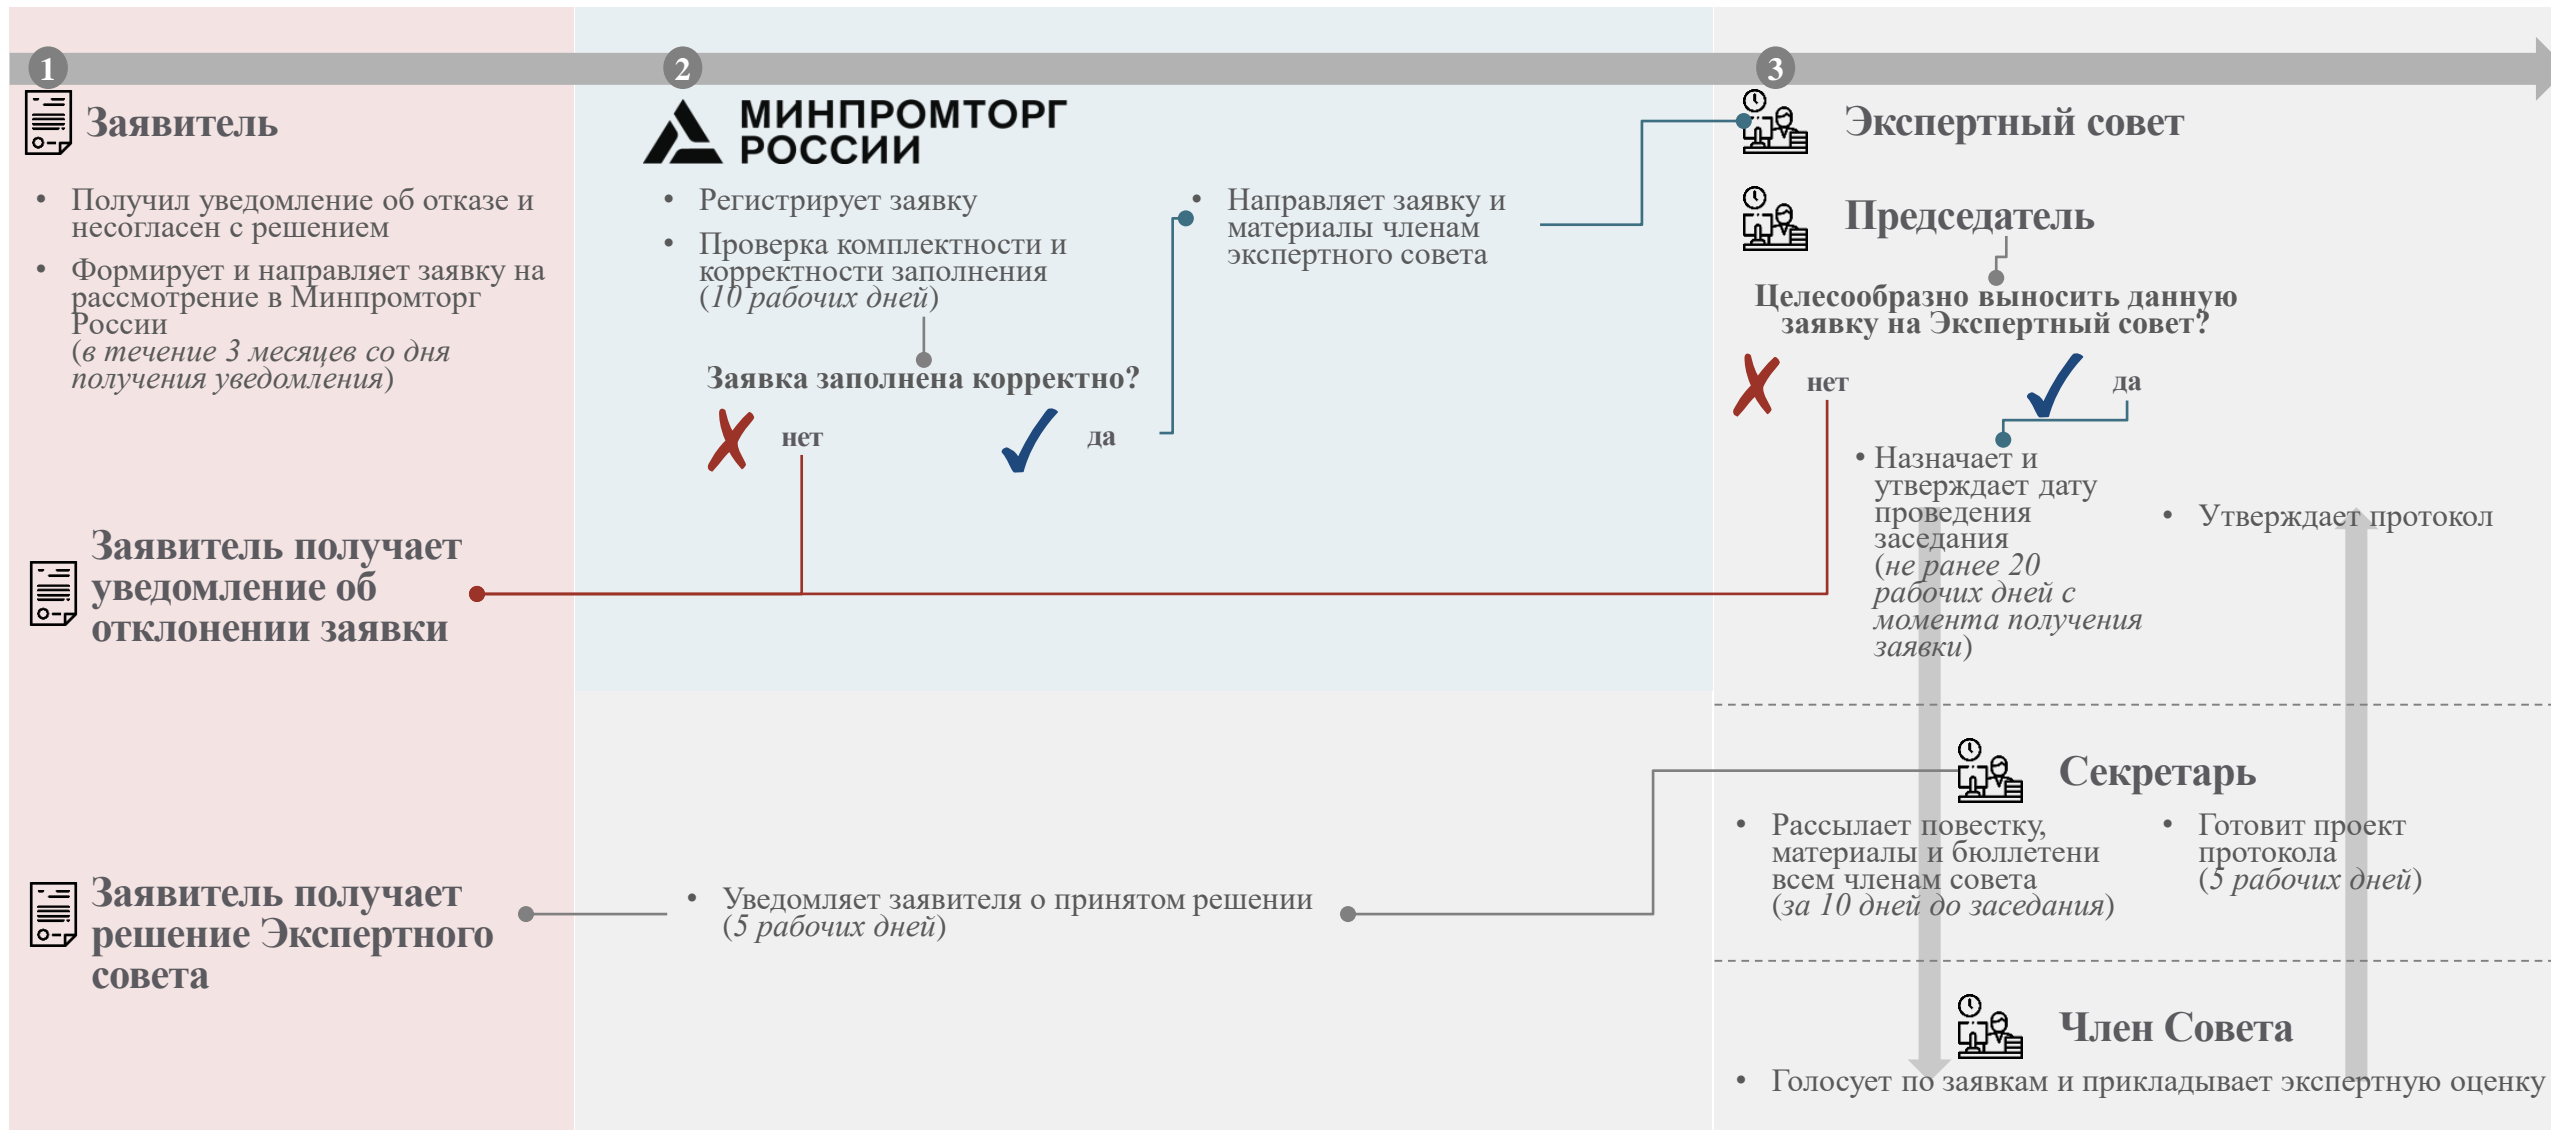 1
Заявитель
• Получил уведомление об отказе и
несогласен с решением
• Формирует и направляет заявку на
рассмотрение в Минпромторг
России
(в течение 3 месяцев со дня
получения уведомления)
Заявитель получает
уведомление об
отклонении заявки
Заявитель получает
решение Экспертного
совета
2
МИНПРОМТОРГ
РОССИИ
• Регистрирует заявку
• Проверка комплектности и
корректности заполнения
(10 рабочих дней)
Заявка заполнена корректно?
нет
да
• Направляет заявку и
материалы членам
экспертного совета
• Уведомляет заявителя о принятом решении
(5 рабочих дней)
3
Экспертный совет
Председатель
Целесообразно выносить данную
заявку на Экспертный совет?
нет
да
• Назначает и
утверждает дату
проведения
заседания
(не ранее 20
рабочих дней с
момента получения
заявки)
• Утверждает протокол
Секретарь
• Рассылает повестку,
материалы и бюллетени
всем членам совета
(за 10 дней до заседания)
• Готовит проект
протокола
(5 рабочих дней)
Член Совета
• Голосует по заявкам и прикладывает экспертную оценку